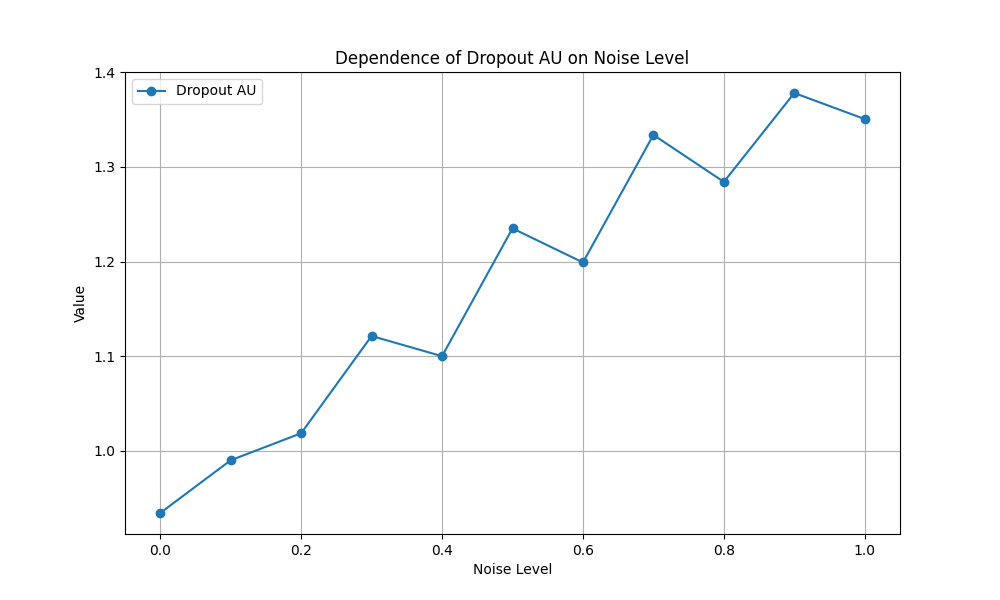 Dependence of Dropout AU on Noise Level
Dropout AU
Value
1.4
1.3
1.2
1.1
1.0
0.0 0.2 0.4 0.6 0.8 1.0
Noise Level